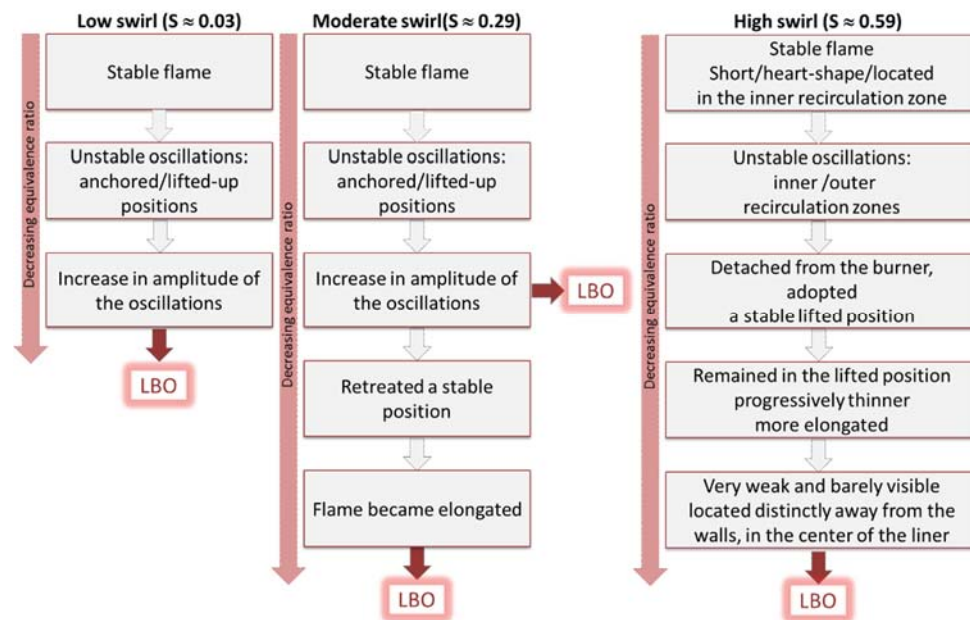 Low swirl (S ≈ 0.03)
Decreasing equivalence ratio
Stable flame
Unstable oscillations:
anchored/lifted-up
positions
Increase in amplitude of
the oscillations
LBO
Moderate swirl(S ≈ 0.29)
Decreasing equivalence ratio
Stable flame
Unstable oscillations:
anchored/lifted-up
positions
Increase in amplitude of
the oscillations
LBO
Retreated a stable
position
Flame became elongated
LBO
High swirl (S ≈ 0.59)
Decreasing equivalence ratio
Stable flame
Short/heart-shape/located
in the inner recirculation zone
Unstable oscillations:
inner /outer
recirculation zones
Detached from the burner,
adopted
a stable lifted position
Remained in the lifted position
progressively thinner
more elongated
Very weak and barely visible
located distinctly away from the
walls, in the center of the liner
LBO